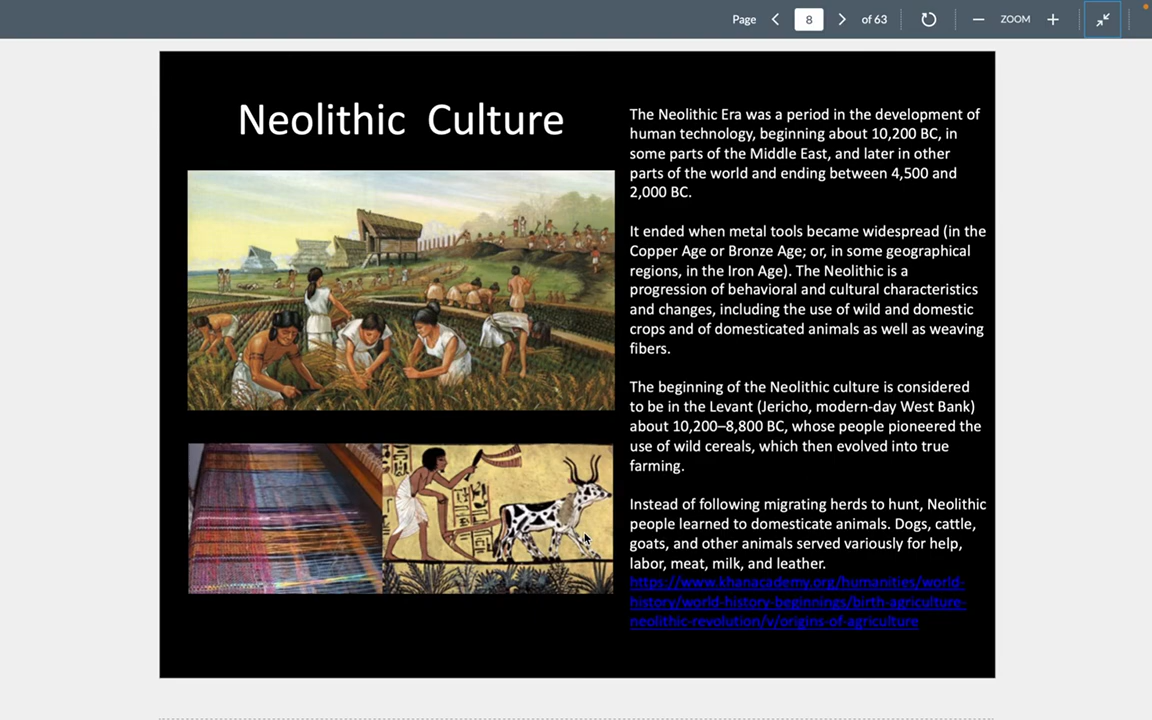 Page 8 of 63 ZOOM
Neolithic Culture
The Neolithic Era was a period in the development of
human technology, beginning about 10,200 BC, in
some parts of the Middle East, and later in other
parts of the world and ending between 4,500 and
2,000 BC.
It ended when metal tools became widespread (in the
Copper Age or Bronze Age; or, in some geographical
regions, in the Iron Age). The Neolithic is a
progression of behavioral and cultural characteristics
and changes, including the use of wild and domestic
crops and of domesticated animals as well as weaving
fibers.
The beginning of the Neolithic culture is considered
to be in the Levant (Jericho, modern-day West Bank)
about 10,200–8,800 BC, whose people pioneered the
use of wild cereals, which then evolved into true
farming.
Instead of following migrating herds to hunt, Neolithic
people learned to domesticate animals. Dogs, cattle,
goats, and other animals served variously for help,
labor, meat, milk, and leather.
https://www.khanacademy.org/humanities/world-
history/world-history-beginnings/birth-agriculture-
neolithic-revolution/v/origins-of-agriculture